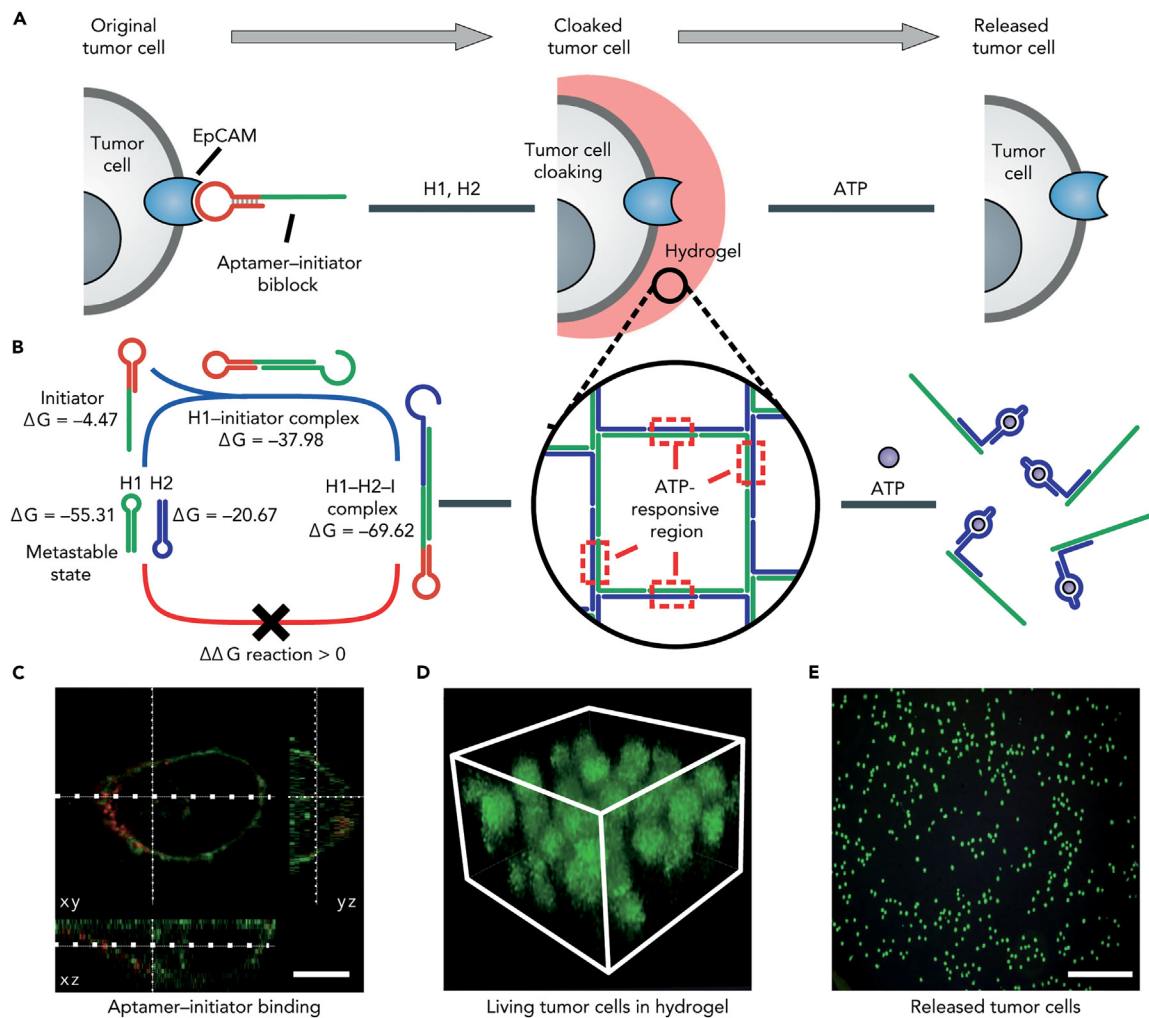 A
Original
tumor cell
Cloaked
tumor cell
Released
tumor cell
Tumor
cell
EpCAM
Aptamer–initiator
biblock
H1, H2
Tumor cell
cloaking
Hydrogel
ATP
Tumor
cell
B
Initiator
ΔG = −4.47
H1–initiator complex
ΔG = −37.98
H1 H2
ΔG = −55.31
ΔG = −20.67
Metastable
state
H1–H2–I
complex
ΔG = −69.62
ΔΔG reaction > 0
ATP-
responsive
region
ATP
C
xy
yz
xz
Aptamer–initiator binding
D
Living tumor cells in hydrogel
E
Released tumor cells